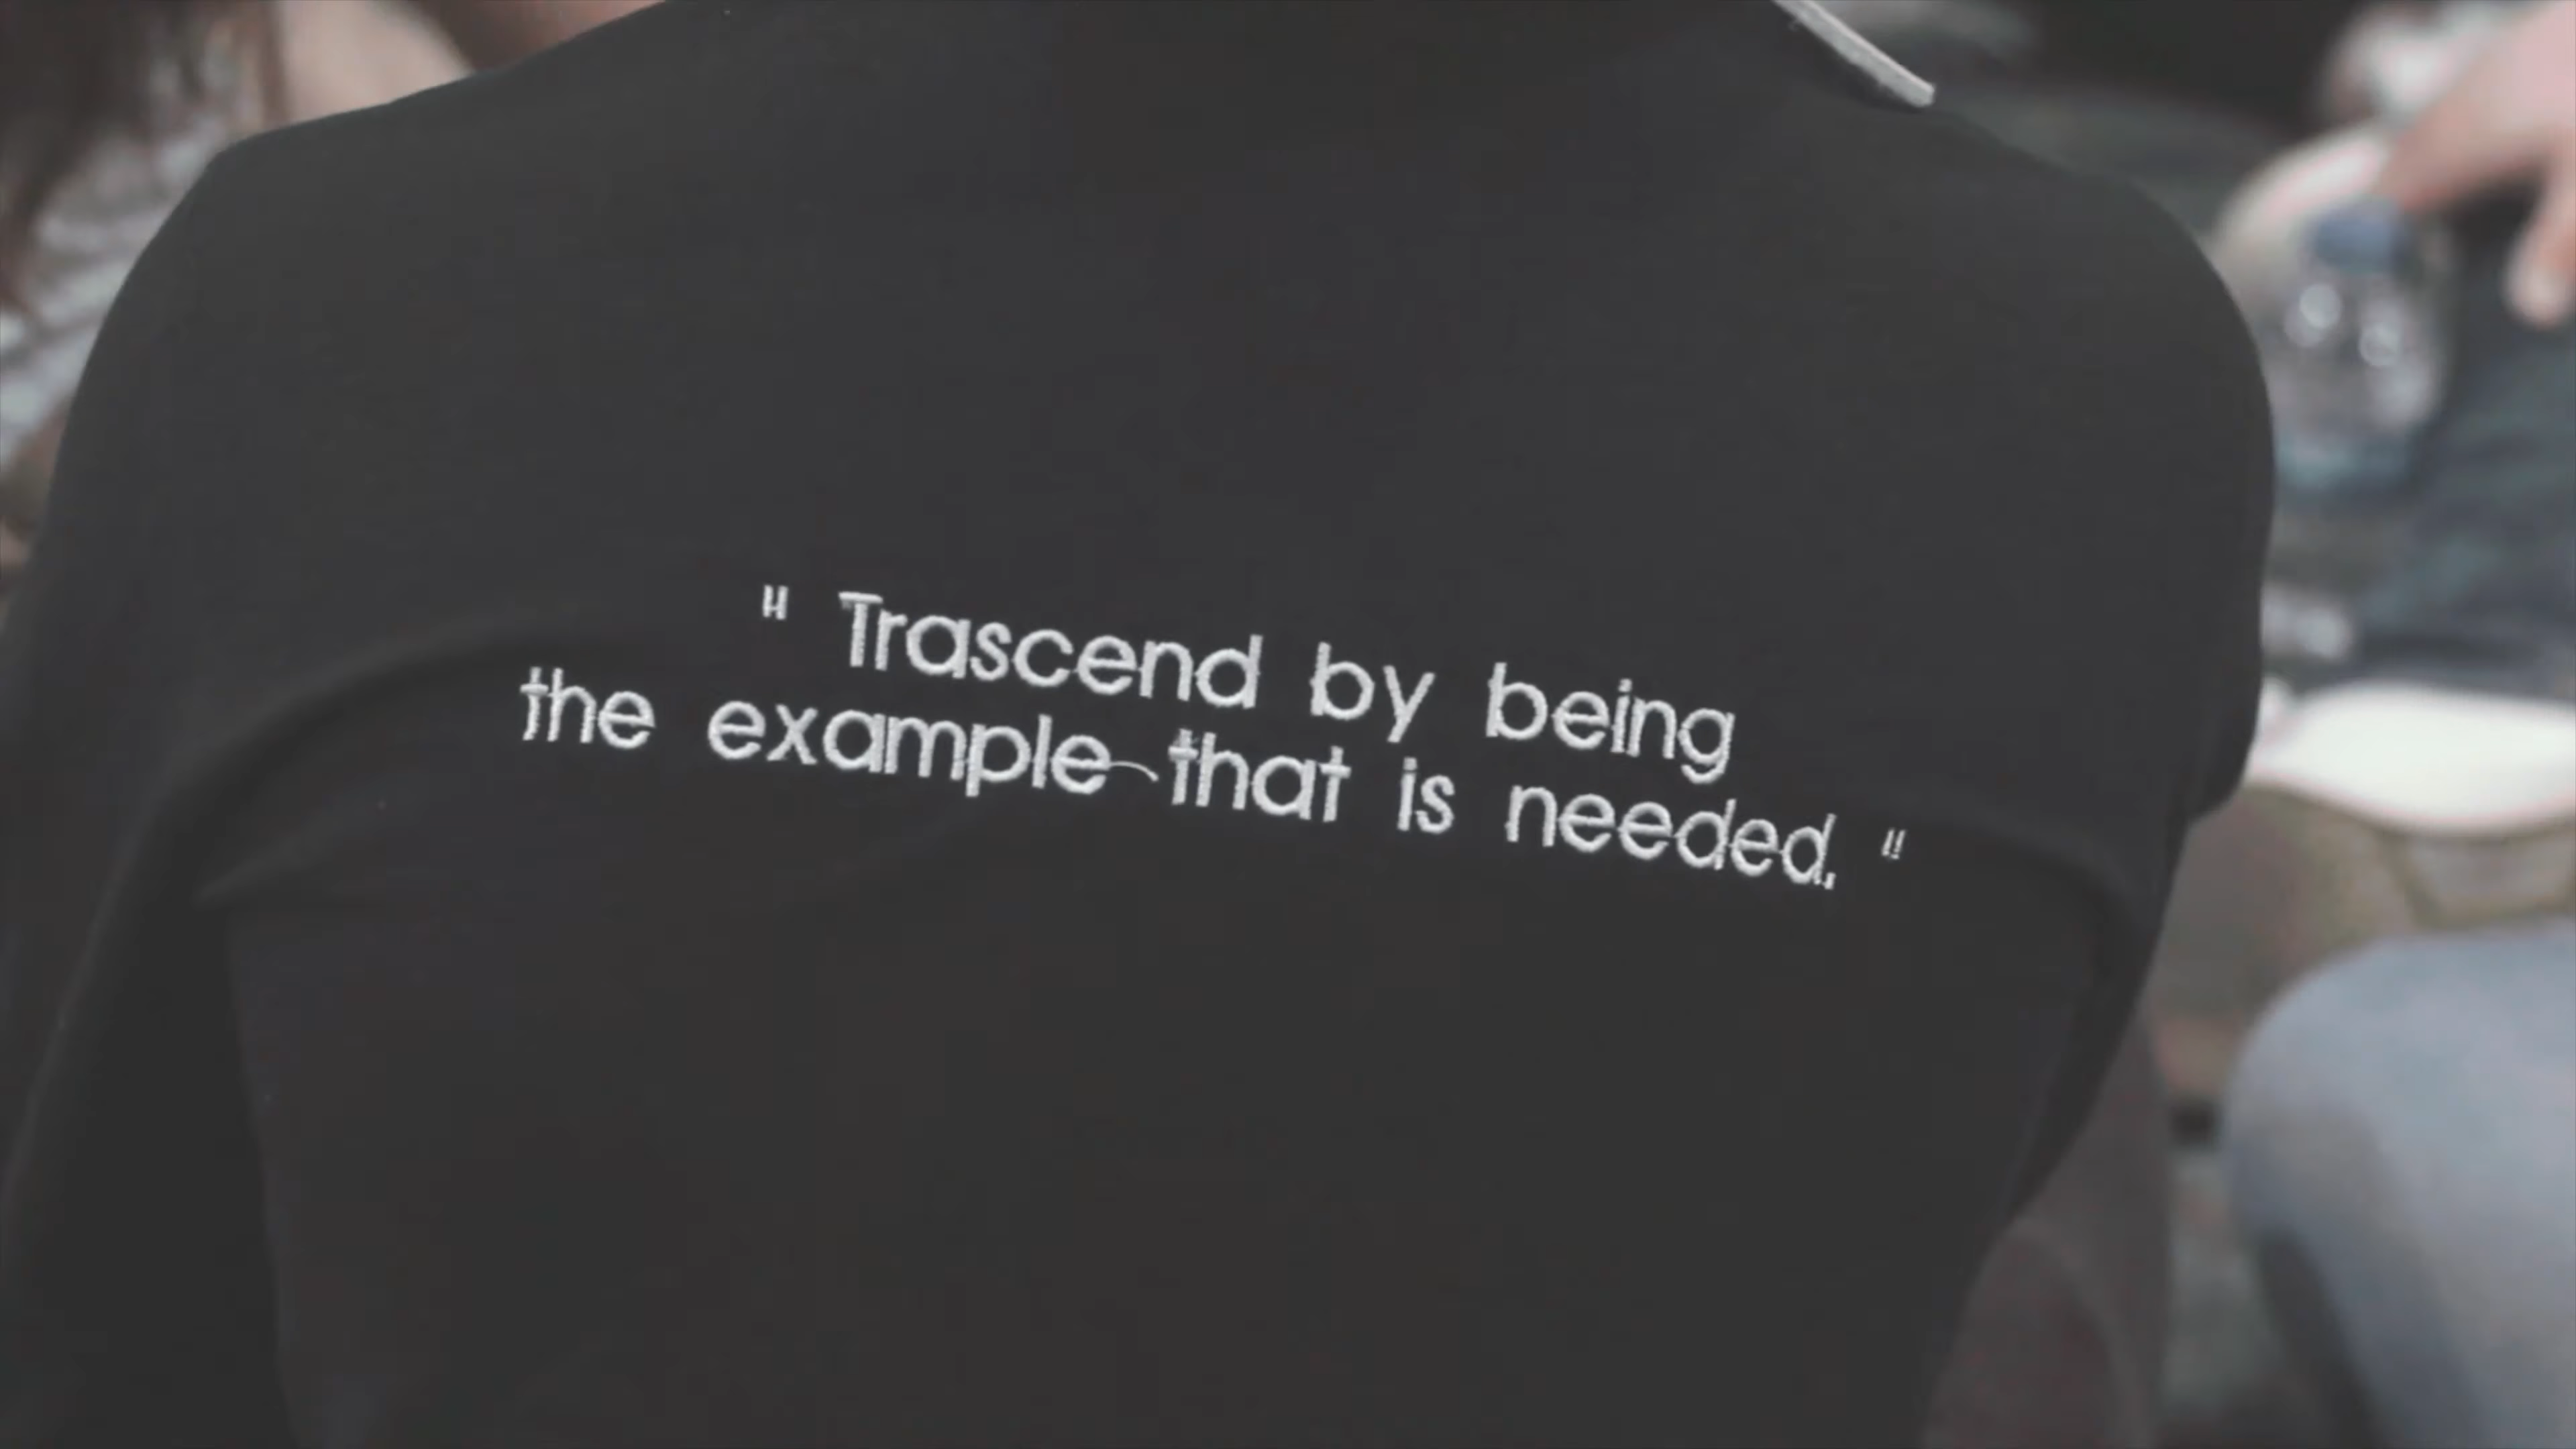 " Trascend by being
the example that is needed. "